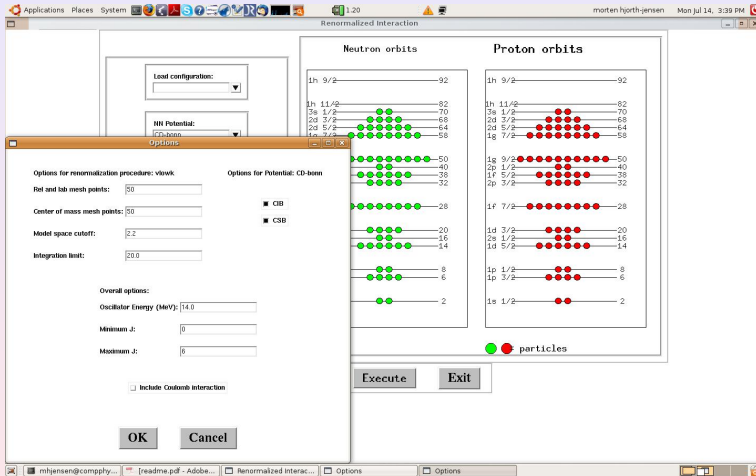 Applications Places System
1.20
morten hjorth-jensen
Mon Jul 14, 3:39 PM
Renormalized Interaction
Load configuration:
NN Potential:
CD-bonn
Neutron orbits
Proton orbits
1h 9/2 92
1h 11/2 82
3s 1/2 70
2d 3/2 68
2d 5/2 64
1g 7/2 58
50
40
38
32
28
1d 3/2 20
2s 1/2 16
1d 5/2 14
1p 1/2 8
1p 3/2 6
1s 1/2 2
1h 9/2 92
1h 11/2 82
3s 1/2 70
2d 3/2 68
2d 5/2 64
1g 7/2 58
1g 9/2 50
2p 1/2 40
1f 5/2 38
2p 3/2 32
1f 7/2 28
20
16
14
8
6
2
particles
Execute
Exit
Options
Options for renormalization procedure: vlowk
Options for Potential: CD-bonn
Rel and lab mesh points: 50
Center of mass mesh points: 50
Model space cutoff: 2.2
Integration limit: 20.0
CIB
CSB
Overall options:
Oscillator Energy (MeV): 14.0
Minimum J: 0
Maximum J: 6
Include Coulomb interaction
OK
Cancel
mhjensen@compphy...
[readme.pdf - Adobe...
Renormalized Interac...
Options
Options